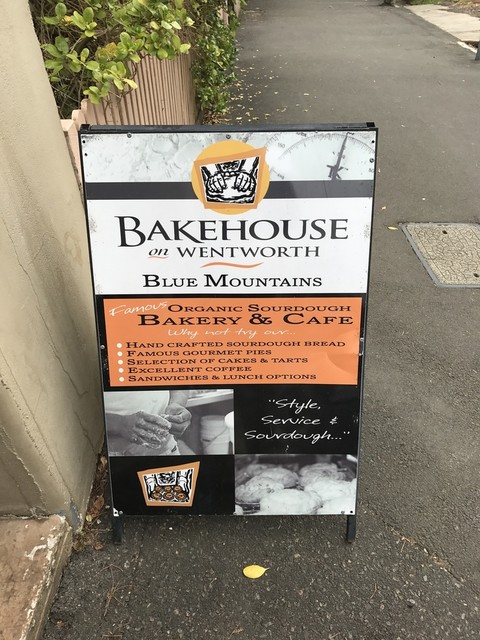 BAKEHOUSE
on WENTWORTH
BLUE MOUNTAINS
Famous ORGANIC SOURDOUGH
BAKERY & CAFE
Why not try our...
• HAND CRAFTED SOURDOUGH BREAD
• FAMOUS GOURMET PIES
• SELECTION OF CAKES & TARTS
• EXCELLENT COFFEE
• SANDWICHES & LUNCH OPTIONS
"Style,
Service &
Sourdough..."